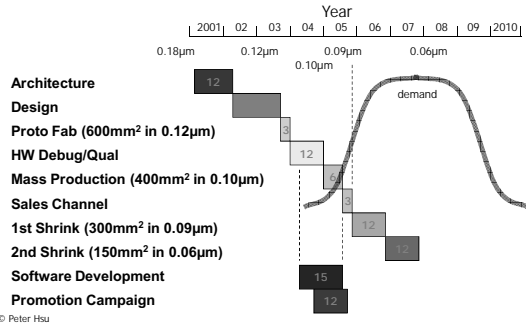 Year
2001 02 03 04 05 06 07 08 09 2010
0.18µm 0.12µm 0.09µm 0.06µm
0.10µm
Architecture 12
demand
Design
Proto Fab (600mm² in 0.12µm) 3
HW Debug/Qual 12
Mass Production (400mm² in 0.10µm) 6
Sales Channel 3
1st Shrink (300mm² in 0.09µm) 12
2nd Shrink (150mm² in 0.06µm) 12
Software Development 15
Promotion Campaign 12
© Peter Hsu